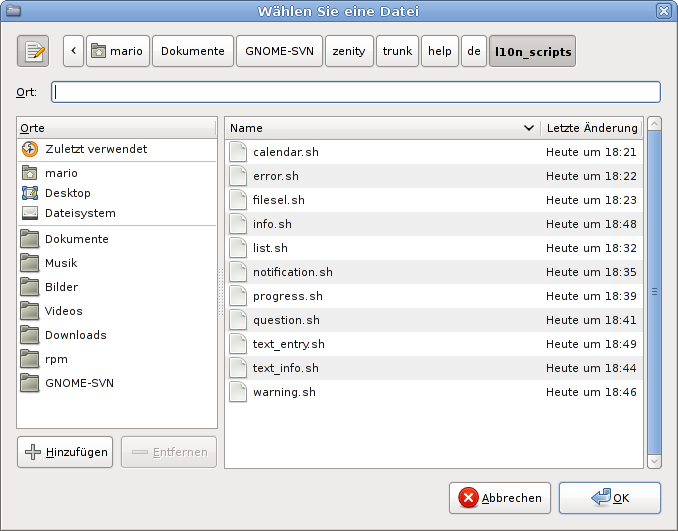 Wählen Sie eine Datei
< mario Dokumente GNOME-SVN zenity trunk help de l10n_scripts
Ort:
Orte
Zuletzt verwendet
mario
Desktop
Dateisystem
Dokumente
Musik
Bilder
Videos
Downloads
rpm
GNOME-SVN
Hinzufügen Entfernen
Name Letzte Änderung
calendar.sh Heute um 18:21
error.sh Heute um 18:22
filesel.sh Heute um 18:23
info.sh Heute um 18:48
list.sh Heute um 18:32
notification.sh Heute um 18:35
progress.sh Heute um 18:39
question.sh Heute um 18:41
text_entry.sh Heute um 18:49
text_info.sh Heute um 18:44
warning.sh Heute um 18:46
Abbrechen OK